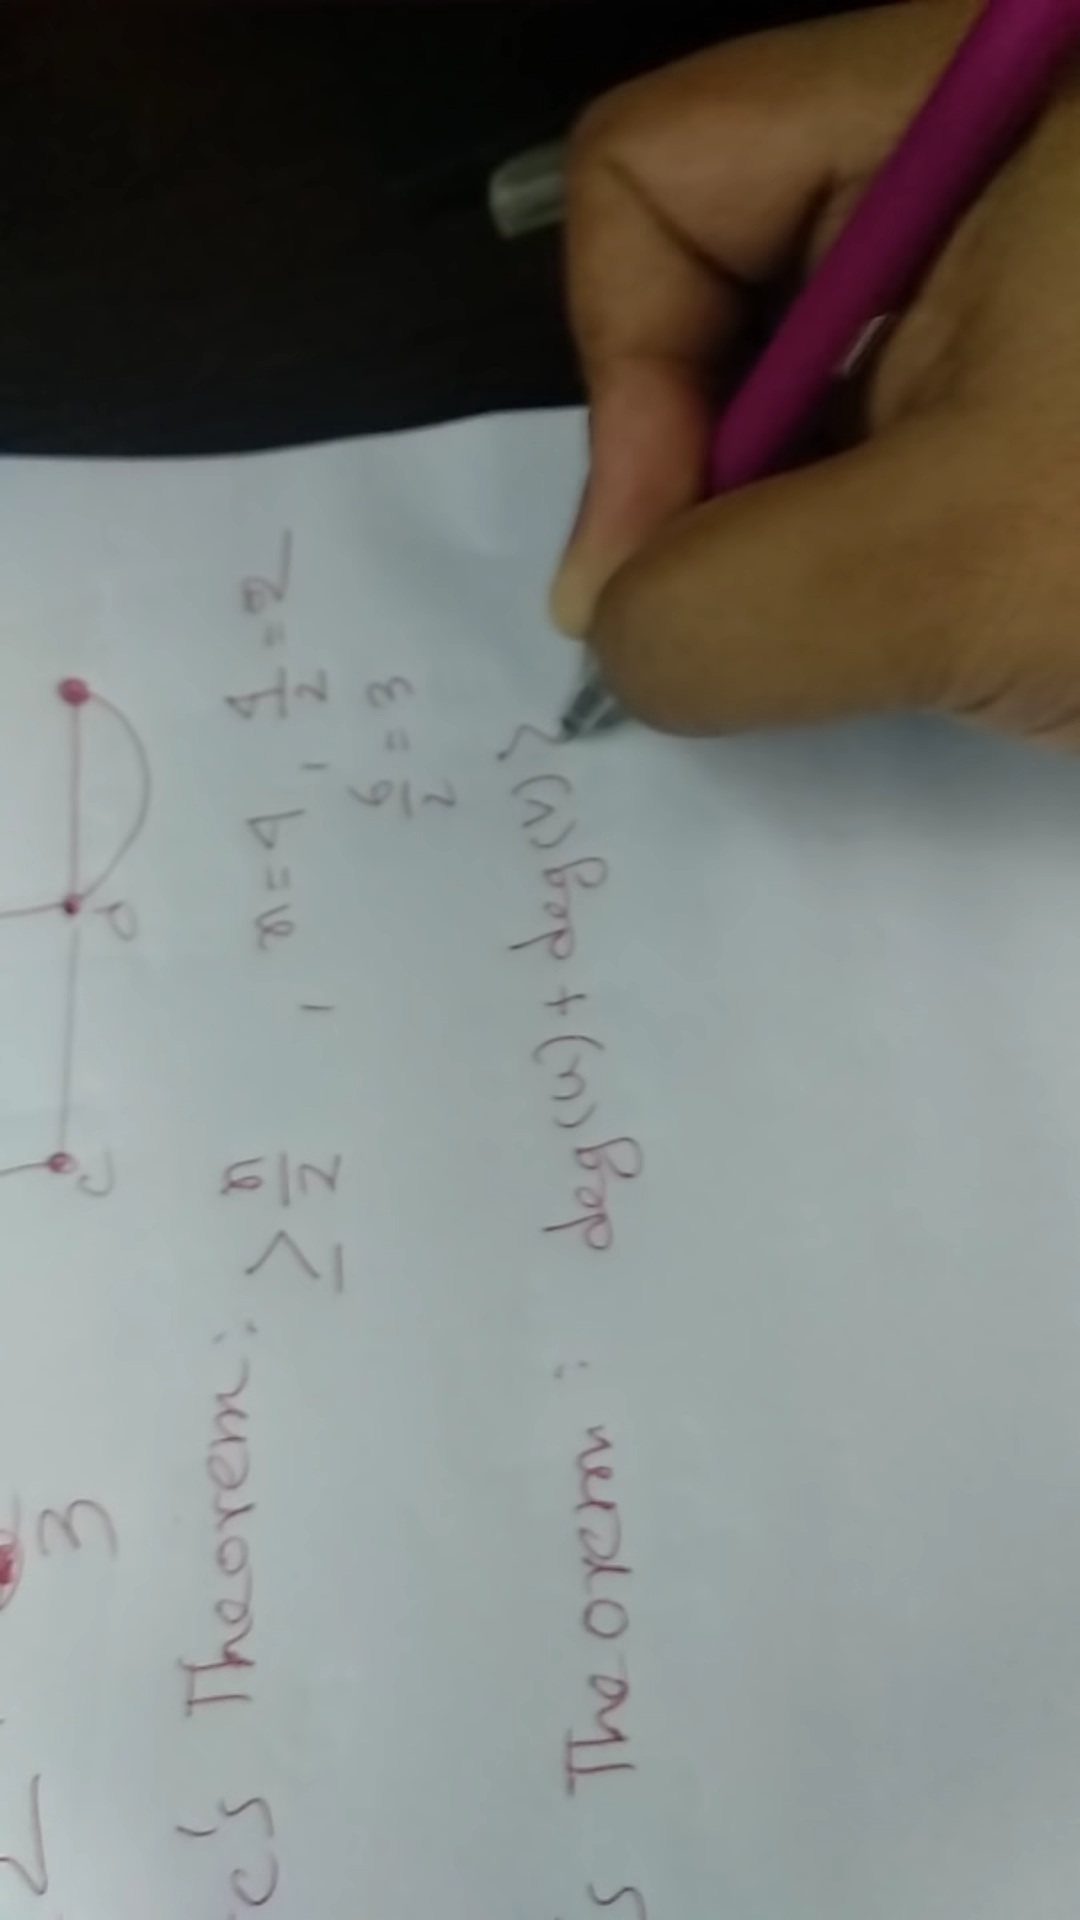 d
c
3
c's Theorem: ≥ n/2 , n=4 , 4/2 = 2
6/2 = 3
s Theorem : deg(u) + deg(v) ≥